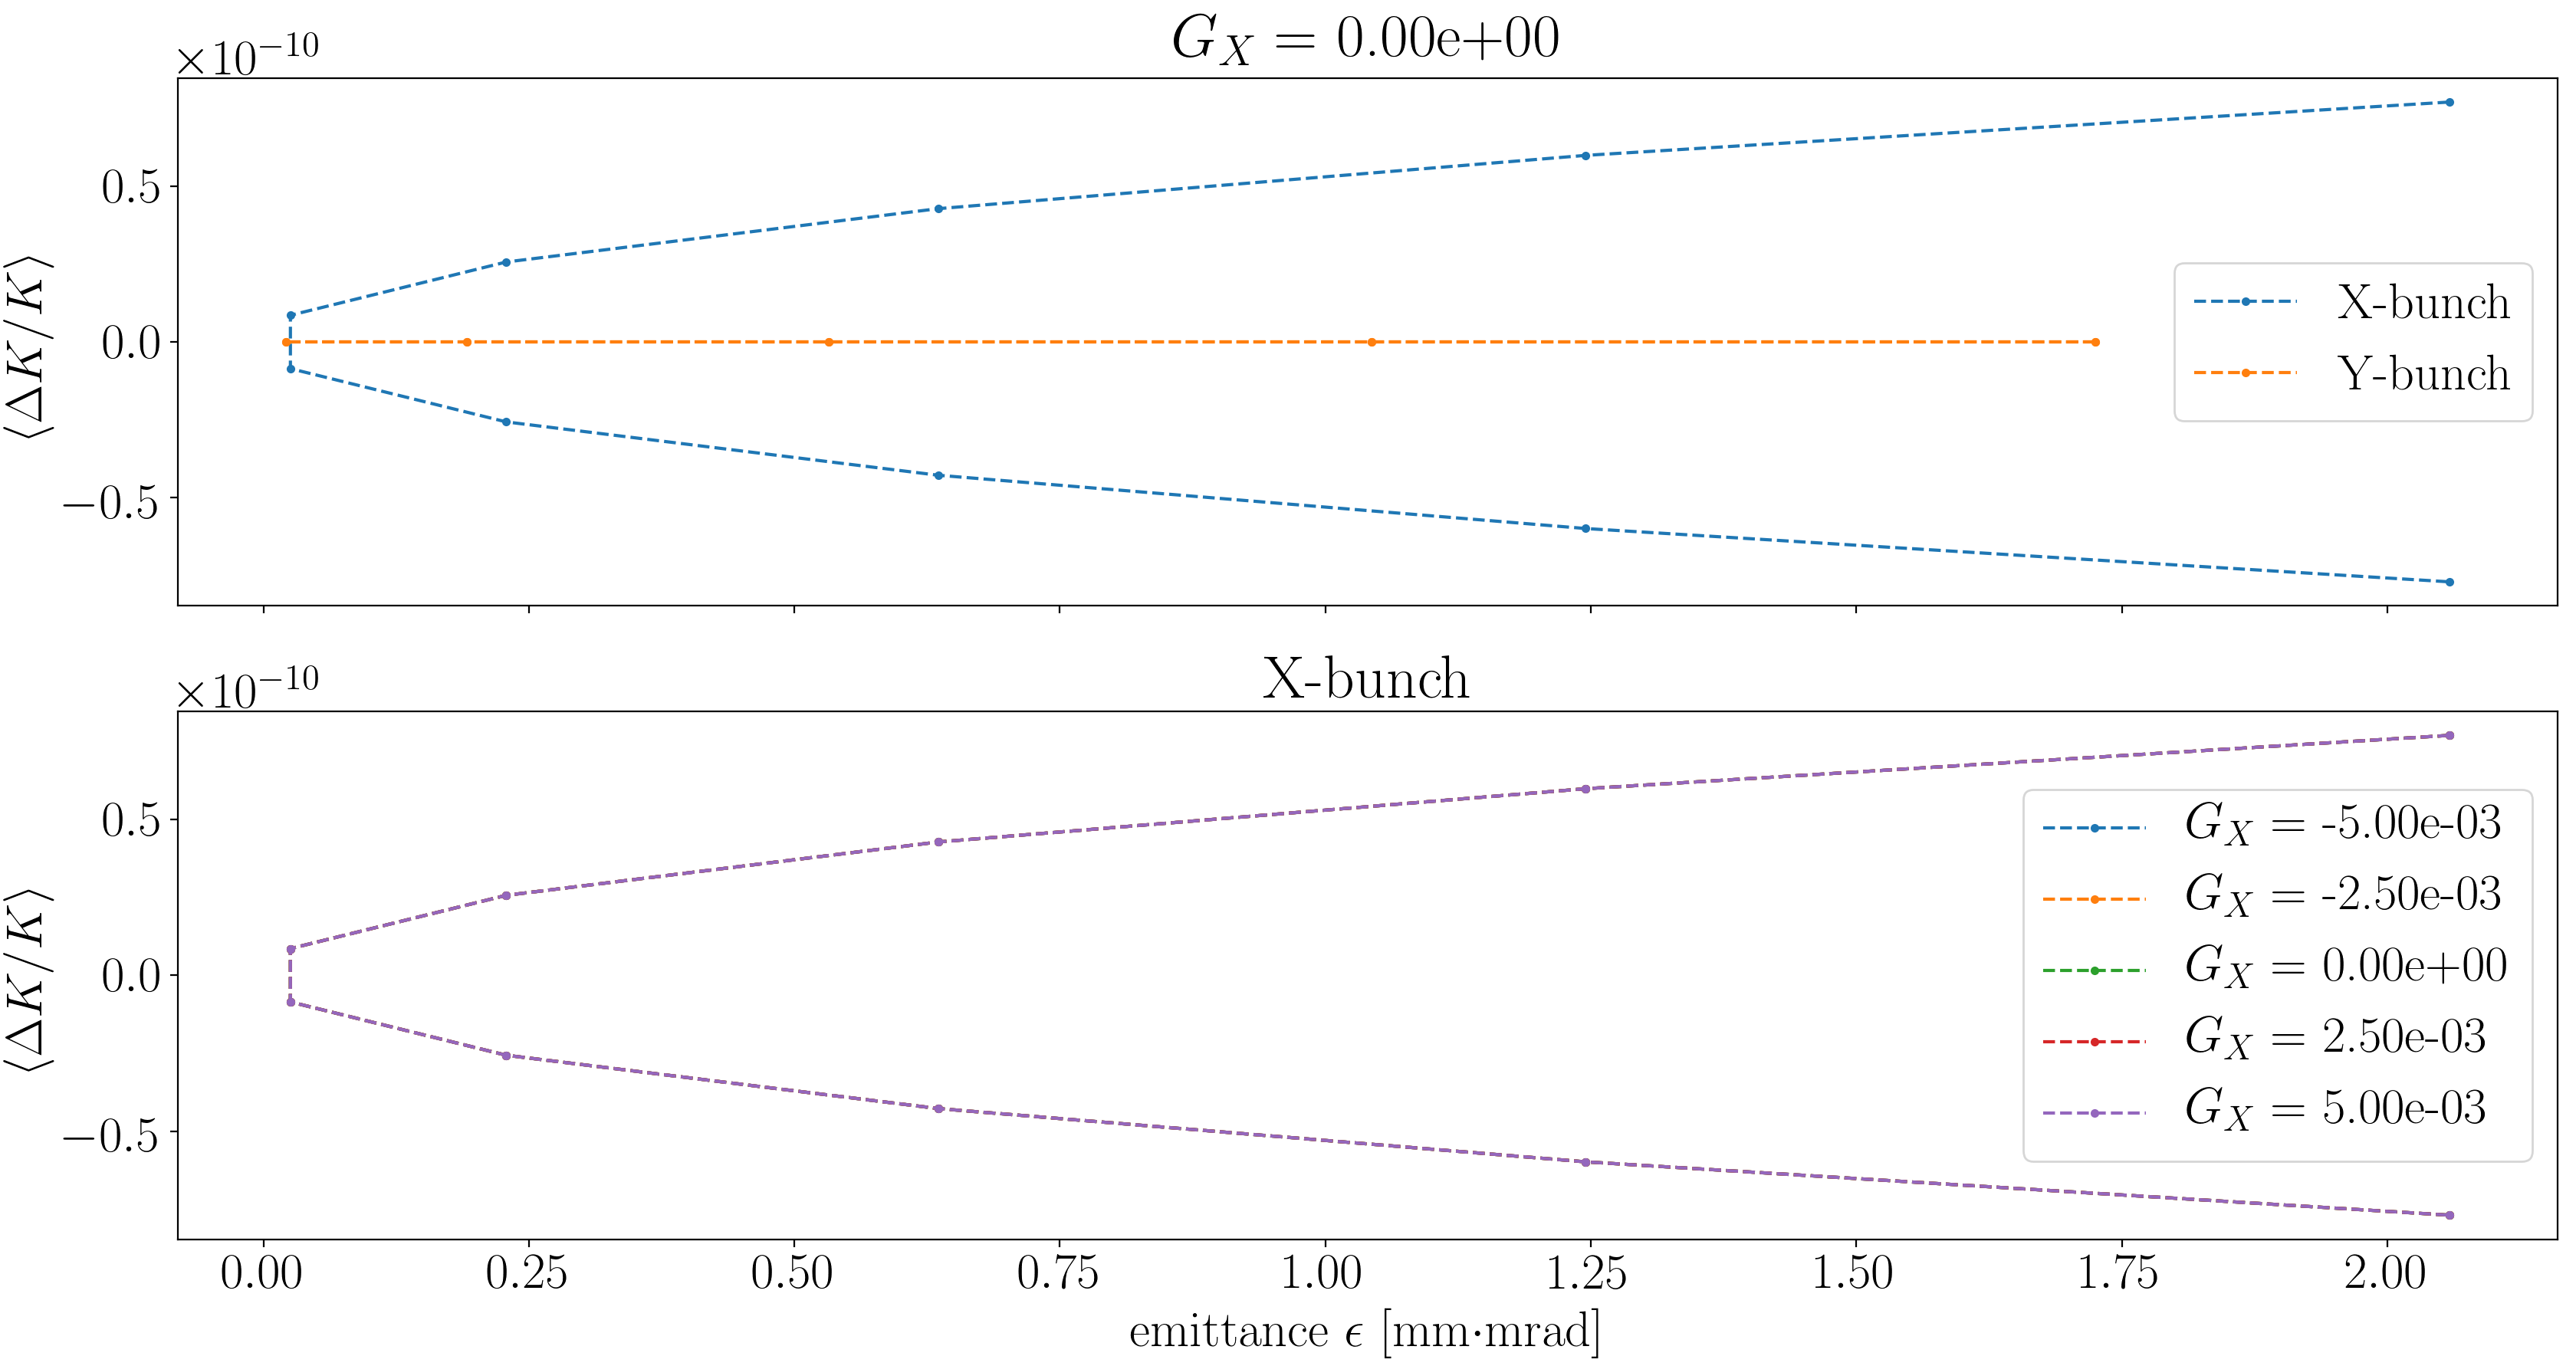 G_X = 0.00e+00
×10⁻¹⁰
0.5
0.0
−0.5
⟨ΔK/K⟩
X-bunch
Y-bunch
X-bunch
×10⁻¹⁰
0.5
0.0
−0.5
⟨ΔK/K⟩
G_X = -5.00e-03
G_X = -2.50e-03
G_X = 0.00e+00
G_X = 2.50e-03
G_X = 5.00e-03
0.00 0.25 0.50 0.75 1.00 1.25 1.50 1.75 2.00
emittance ϵ [mm·mrad]